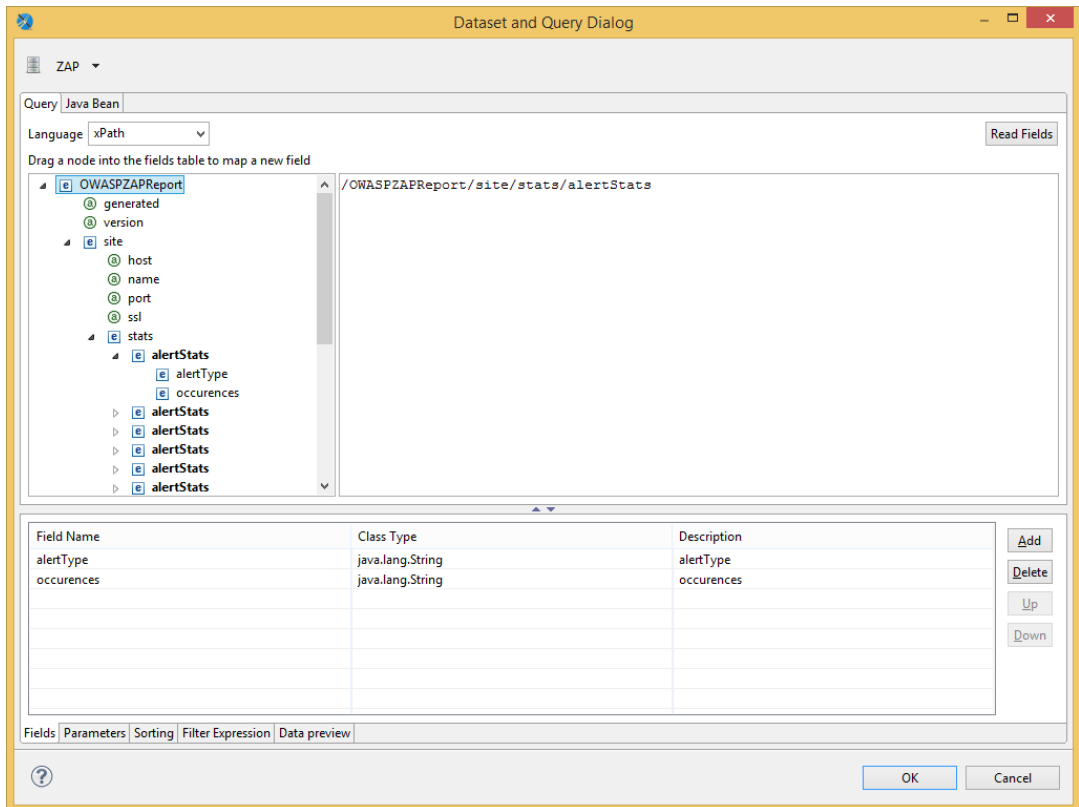 Dataset and Query Dialog
ZAP
Query Java Bean
Language xPath Read Fields
Drag a node into the fields table to map a new field
e OWASPZAPReport /OWASPZAPReport/site/stats/alertStats
a generated
a version
e site
a host
a name
a port
a ssl
e stats
e alertStats
e alertType
e occurences
e alertStats
e alertStats
e alertStats
e alertStats
e alertStats
Field Name Class Type Description Add
alertType java.lang.String alertType
occurences java.lang.String occurences Delete
Up
Down
Fields Parameters Sorting Filter Expression Data preview
? OK Cancel